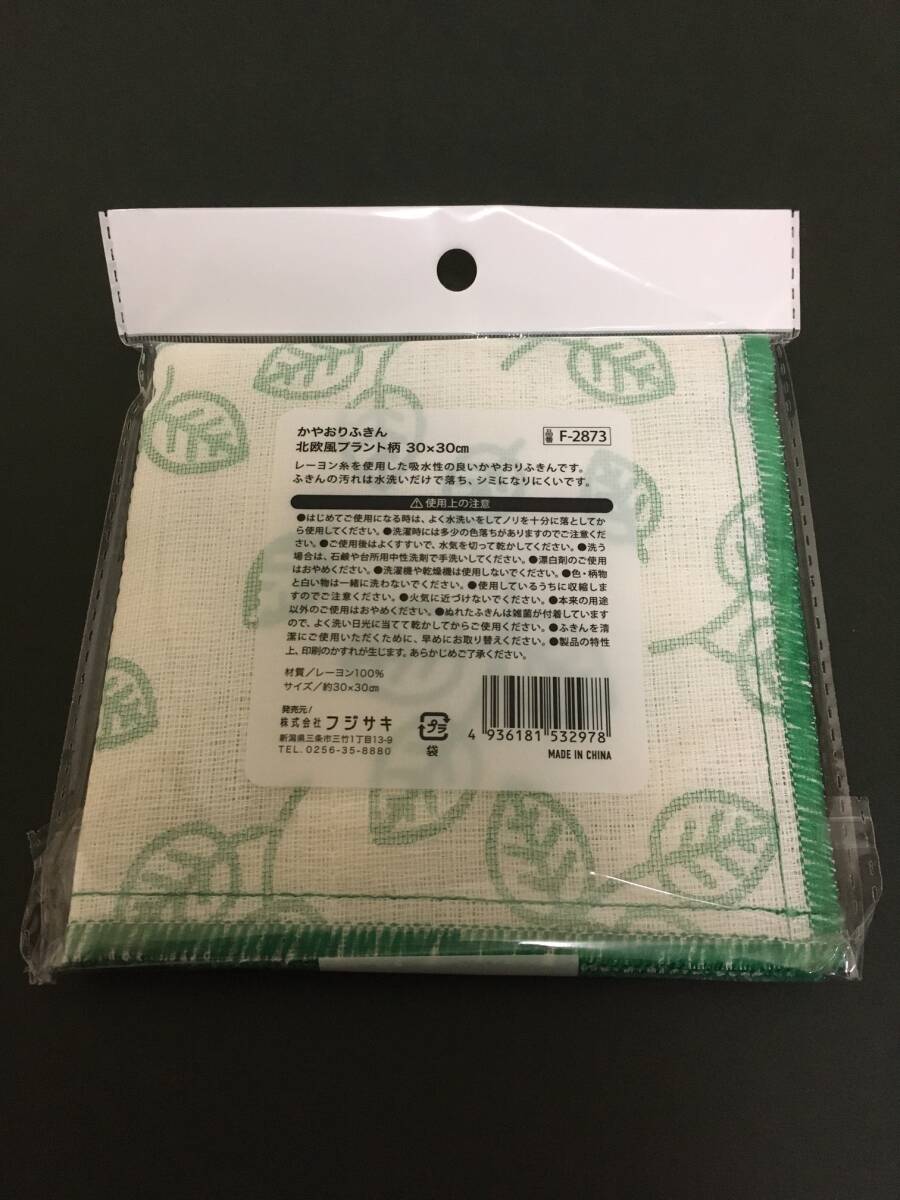 かやおりふきん
北欧風プラント柄 30×30㎝
品番 F-2873
レーヨン糸を使用した吸水性の良いかやおりふきんです。
ふきんの汚れは水洗いだけで落ち、シミになりにくいです。
⚠使用上の注意
●はじめてご使用になる時は、よく水洗いをしてノリを十分に落としてか
ら使用してください。●洗濯時には多少の色落ちがありますのでご注意くだ
さい。●ご使用後はよくすすいで、水気を切って乾かしてください。●洗う
場合は、石鹸や台所用中性洗剤で手洗いしてください。●漂白剤のご使用
はおやめください。●洗濯機や乾燥機は使用しないでください。●色・柄物
と白い物は一緒に洗わないでください。●使用しているうちに収縮しま
すのでご注意ください。●火気に近づけないでください。●本来の用途
以外のご使用はおやめください。●ぬれたふきんは雑菌が付着しています
ので、よく洗い日光に当てて乾かしてからご使用ください。●ふきんを清
潔にご使用いただくために、早めにお取り替えください。●製品の特性
上、印刷のかすれが生じます。あらかじめご了承ください。
材質/レーヨン100%
サイズ/約30×30㎝
発売元/
株式会社フジサキ
新潟県三条市三竹1丁目13-9
TEL.0256-35-8880
プラ
袋
4 936181 532978
MADE IN CHINA